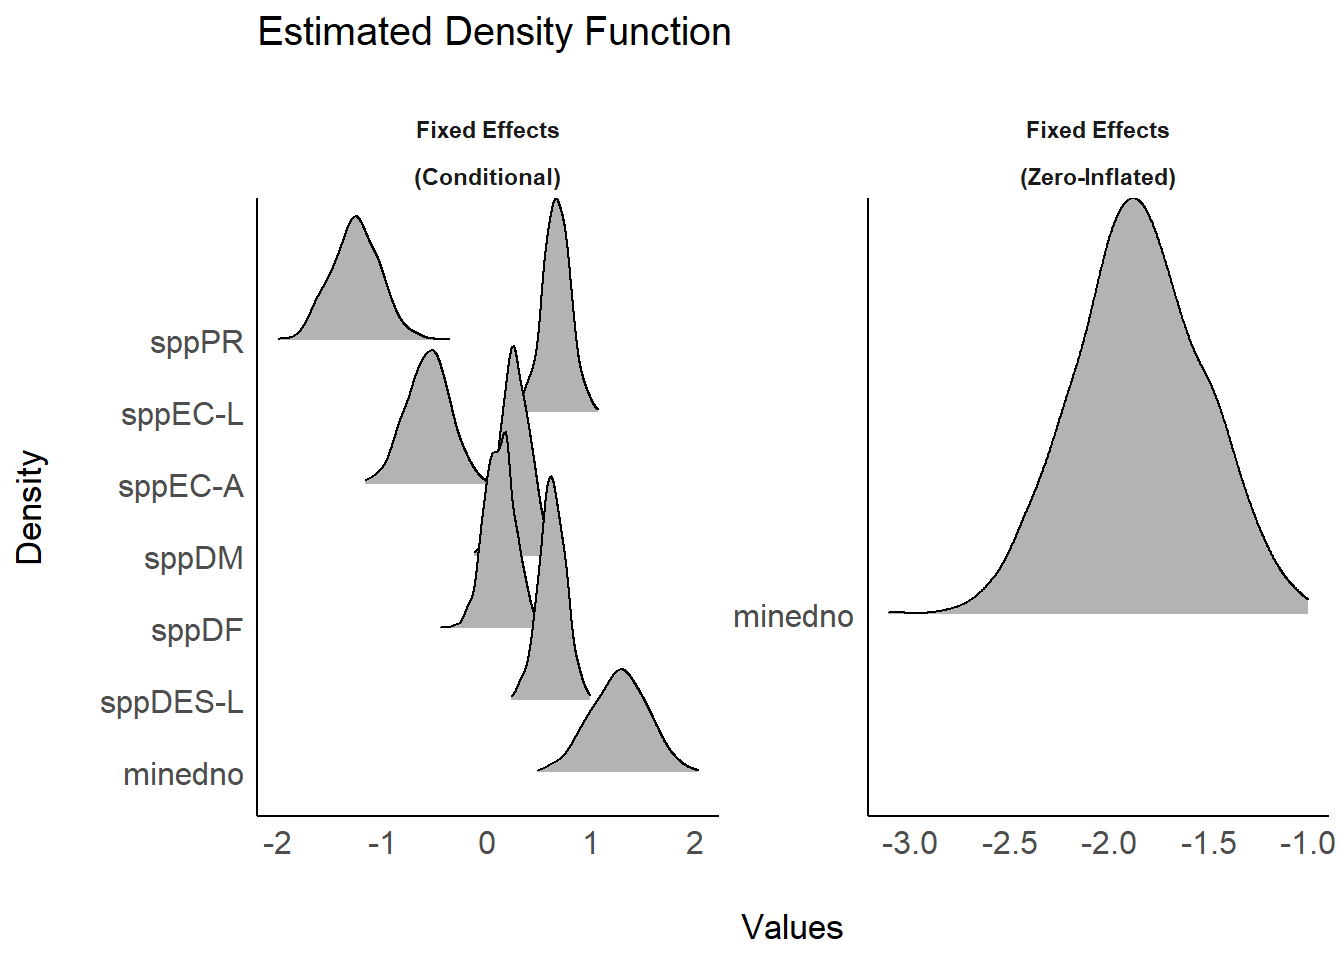 Estimated Density Function
Fixed Effects
(Conditional)
Fixed Effects
(Zero-Inflated)
Density
sppPR
sppEC-L
sppEC-A
sppDM
sppDF
sppDES-L
minedno
minedno
-2 -1 0 1 2
-3.0 -2.5 -2.0 -1.5 -1.0
Values